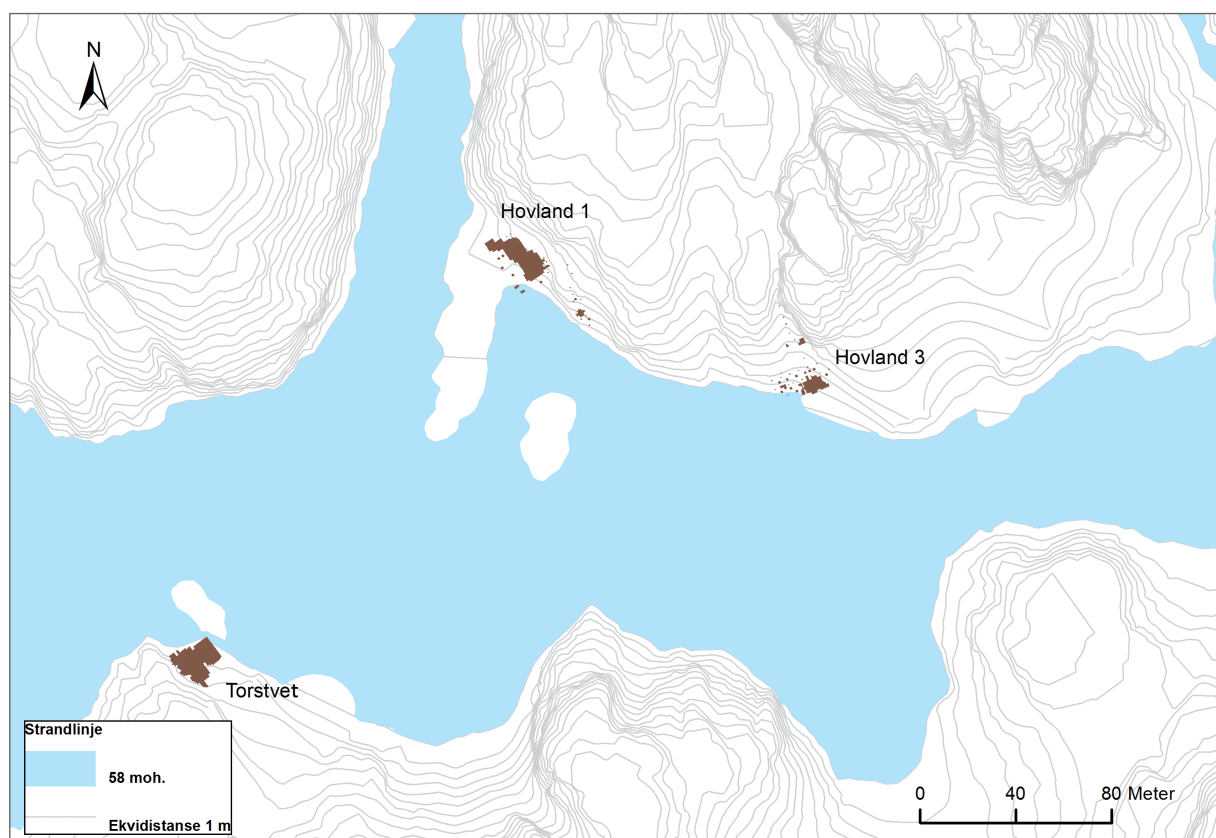 N
Hovland 1
Hovland 3
Torstvet
Strandlinje
58 moh.
Ekvidistanse 1 m
0 40 80 Meter